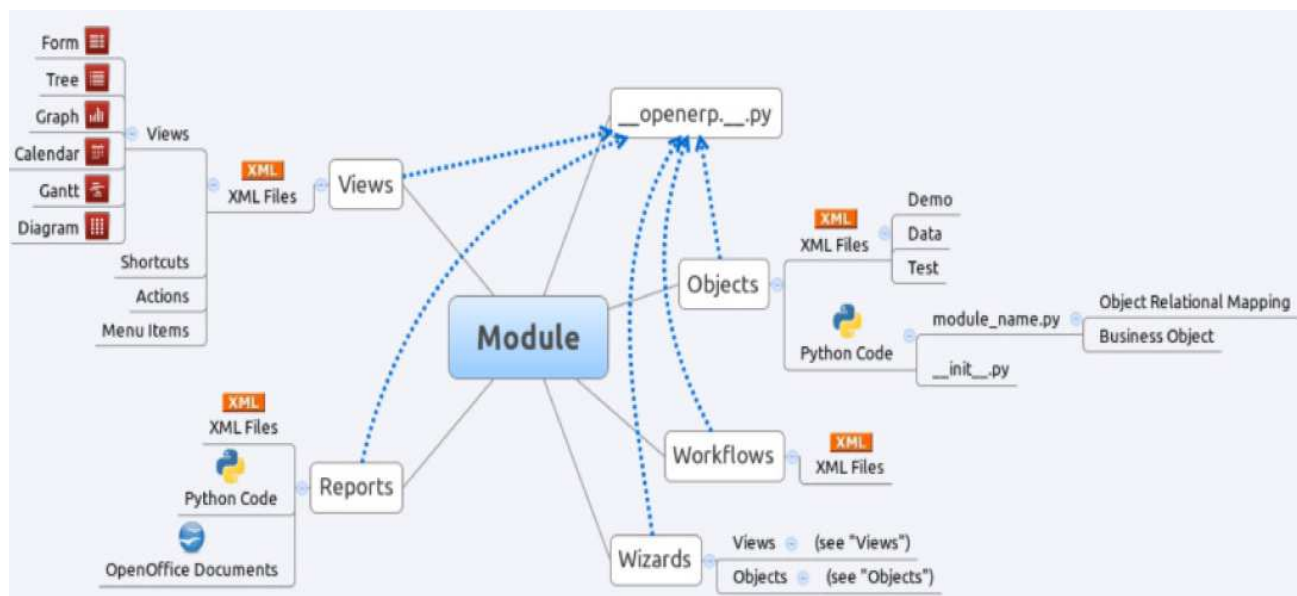 Form
Tree
Graph
Calendar
Gantt
Diagram
Views
Shortcuts
Actions
Menu Items
XML
XML Files
Views
__openerp.__.py
Module
Objects
XML
XML Files
Demo
Data
Test
Python Code
module_name.py
Object Relational Mapping
Business Object
__init__.py
Workflows
XML
XML Files
Wizards
Views (see "Views")
Objects (see "Objects")
Reports
XML
XML Files
Python Code
OpenOffice Documents